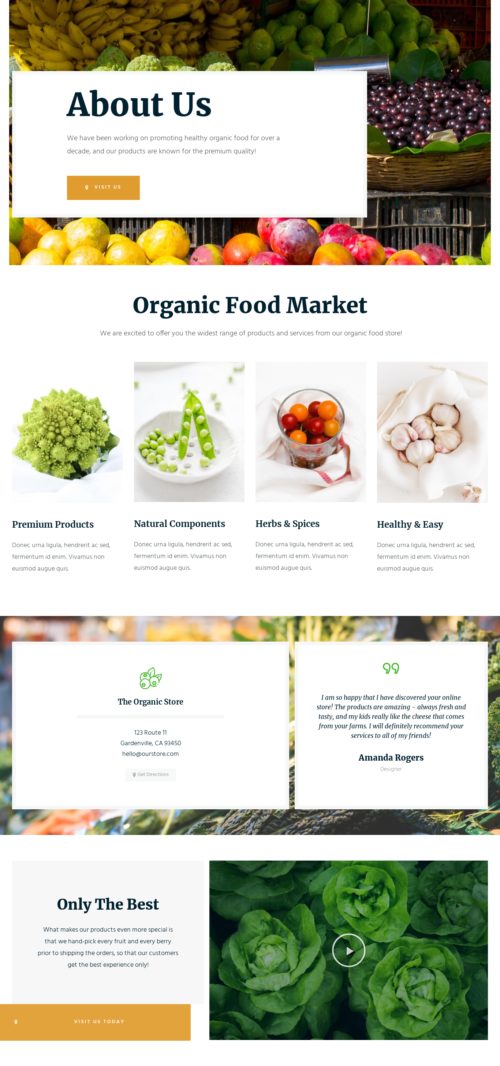 About Us
We have been working on promoting healthy organic food for over a
decade, and our products are known for the premium quality!
VISIT US
Organic Food Market
We are excited to offer you the widest range of products and services from our organic food store!
Premium Products
Donec urna ligula, hendrerit ac sed,
fermentum id enim. Vivamus non
euismod augue quis.
Natural Components
Donec urna ligula, hendrerit ac sed,
fermentum id enim. Vivamus non
euismod augue quis.
Herbs & Spices
Donec urna ligula, hendrerit ac sed,
fermentum id enim. Vivamus non
euismod augue quis.
Healthy & Easy
Donec urna ligula, hendrerit ac sed,
fermentum id enim. Vivamus non
euismod augue quis.
The Organic Store
123 Route 11
Gardenville, CA 93450
hello@ourstore.com
Get Directions
I am so happy that I have discovered your online
store! The products are amazing – always fresh and
tasty, and my kids really like the cheese that comes
from your farms. I will definitely recommend your
services to all of my friends!
Amanda Rogers
Designer
Only The Best
What makes our products even more special is
that we hand-pick every fruit and every berry
prior to shipping the orders, so that our customers
get the best experience only!
VISIT US TODAY